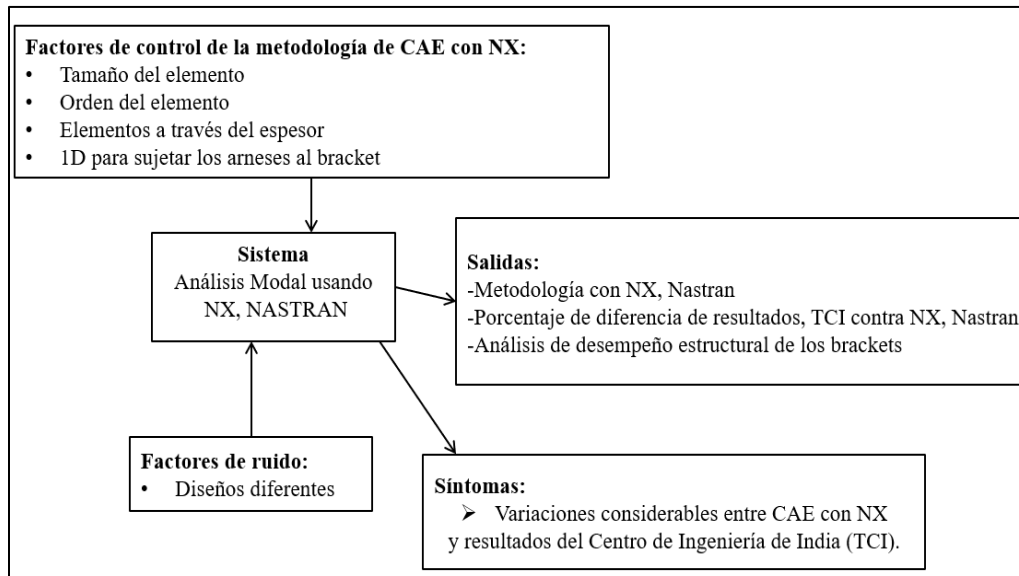 Factores de control de la metodología de CAE con NX:
• Tamaño del elemento
• Orden del elemento
• Elementos a través del espesor
• 1D para sujetar los arneses al bracket
Sistema
Análisis Modal usando
NX, NASTRAN
Salidas:
-Metodología con NX, Nastran
-Porcentaje de diferencia de resultados, TCI contra NX, Nastran
-Análisis de desempeño estructural de los brackets
Factores de ruido:
• Diseños diferentes
Síntomas:
➢ Variaciones considerables entre CAE con NX
y resultados del Centro de Ingeniería de India (TCI).